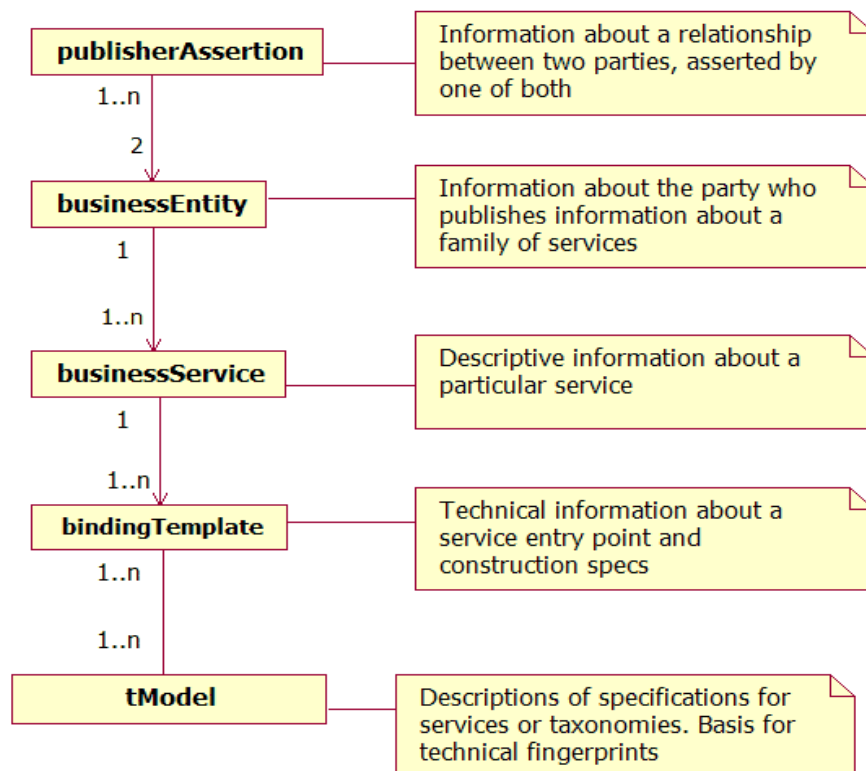 publisherAssertion
Information about a relationship
between two parties, asserted by
one of both
1..n
2
businessEntity
Information about the party who
publishes information about a
family of services
1
1..n
businessService
Descriptive information about a
particular service
1
1..n
bindingTemplate
Technical information about a
service entry point and
construction specs
1..n
1..n
tModel
Descriptions of specifications for
services or taxonomies. Basis for
technical fingerprints